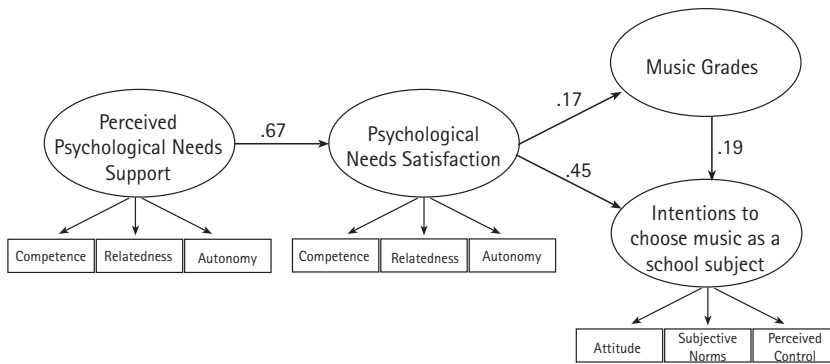 Music Grades
.17
Perceived
Psychological Needs
Support
.67
Psychological
Needs Satisfaction
.19
.45
Intentions to
choose music as a
school subject
Competence
Relatedness
Autonomy
Competence
Relatedness
Autonomy
Attitude
Subjective
Norms
Perceived
Control